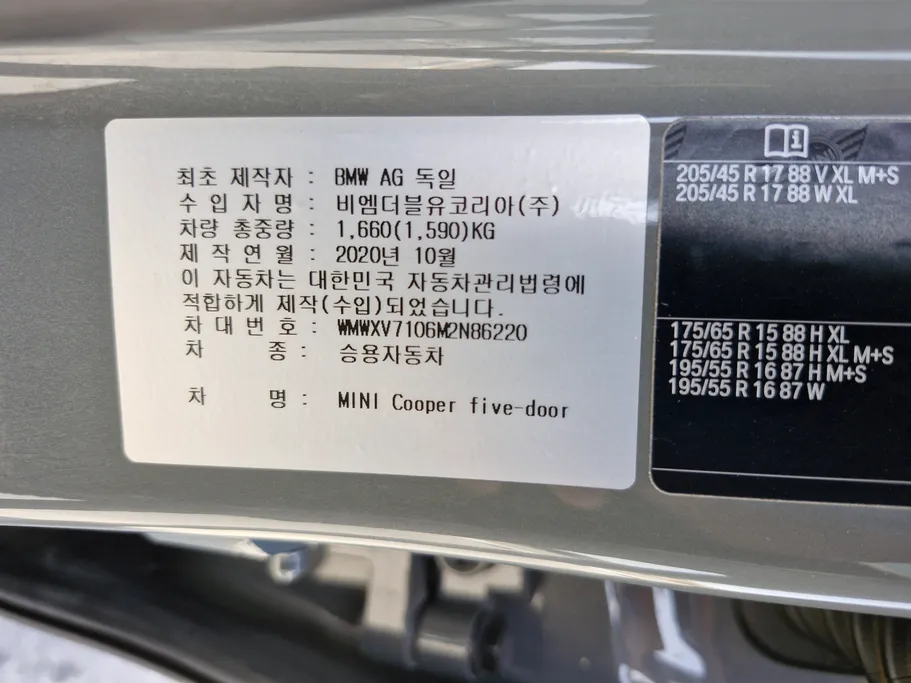 최초 제작자 : BMW AG 독일
수 입 자 명 : 비엠더블유코리아(주)
차량 총중량 : 1,660(1,590)KG
제 작 연 월 : 2020년 10월
이 자동차는 대한민국 자동차관리법령에
적합하게 제작(수입)되었습니다.
차 대 번 호 : WMWXV7106M2N86220
차 종 : 승용자동차
차 명 : MINI Cooper five-door
205/45 R 17 88 V XL M+S
205/45 R 17 88 W XL
175/65 R 15 88 H XL
175/65 R 15 88 H XL M+S
195/55 R 16 87 H M+S
195/55 R 16 87 W